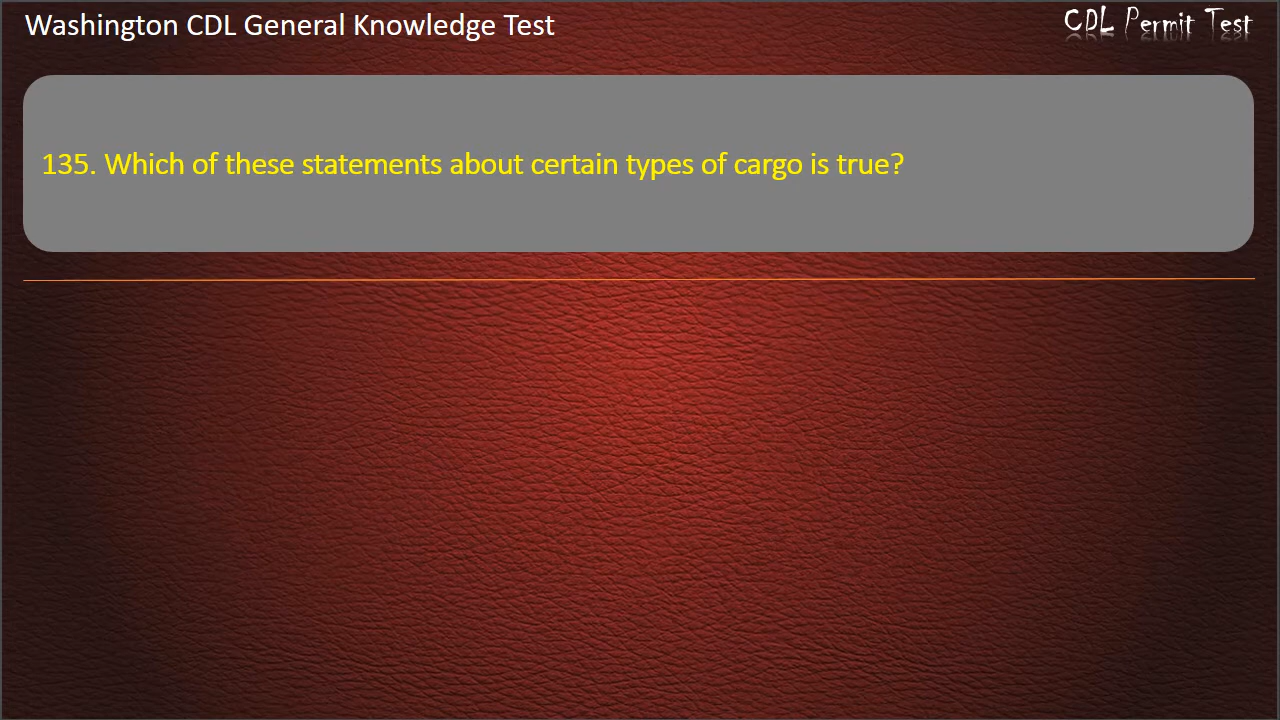 Washington CDL General Knowledge Test
CDL Permit Test
135. Which of these statements about certain types of cargo is true?